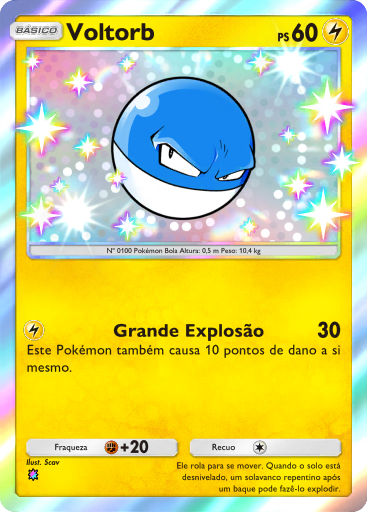 BÁSICO Voltorb PS 60
Nº 0100 Pokémon Bola Altura: 0,5 m Peso: 10,4 kg
Grande Explosão 30
Este Pokémon também causa 10 pontos de dano a si
mesmo.
Fraqueza +20 Recuo
Ilust. Scav
Ele rola para se mover. Quando o solo está
desnivelado, um solavanco repentino após
um baque pode fazê-lo explodir.